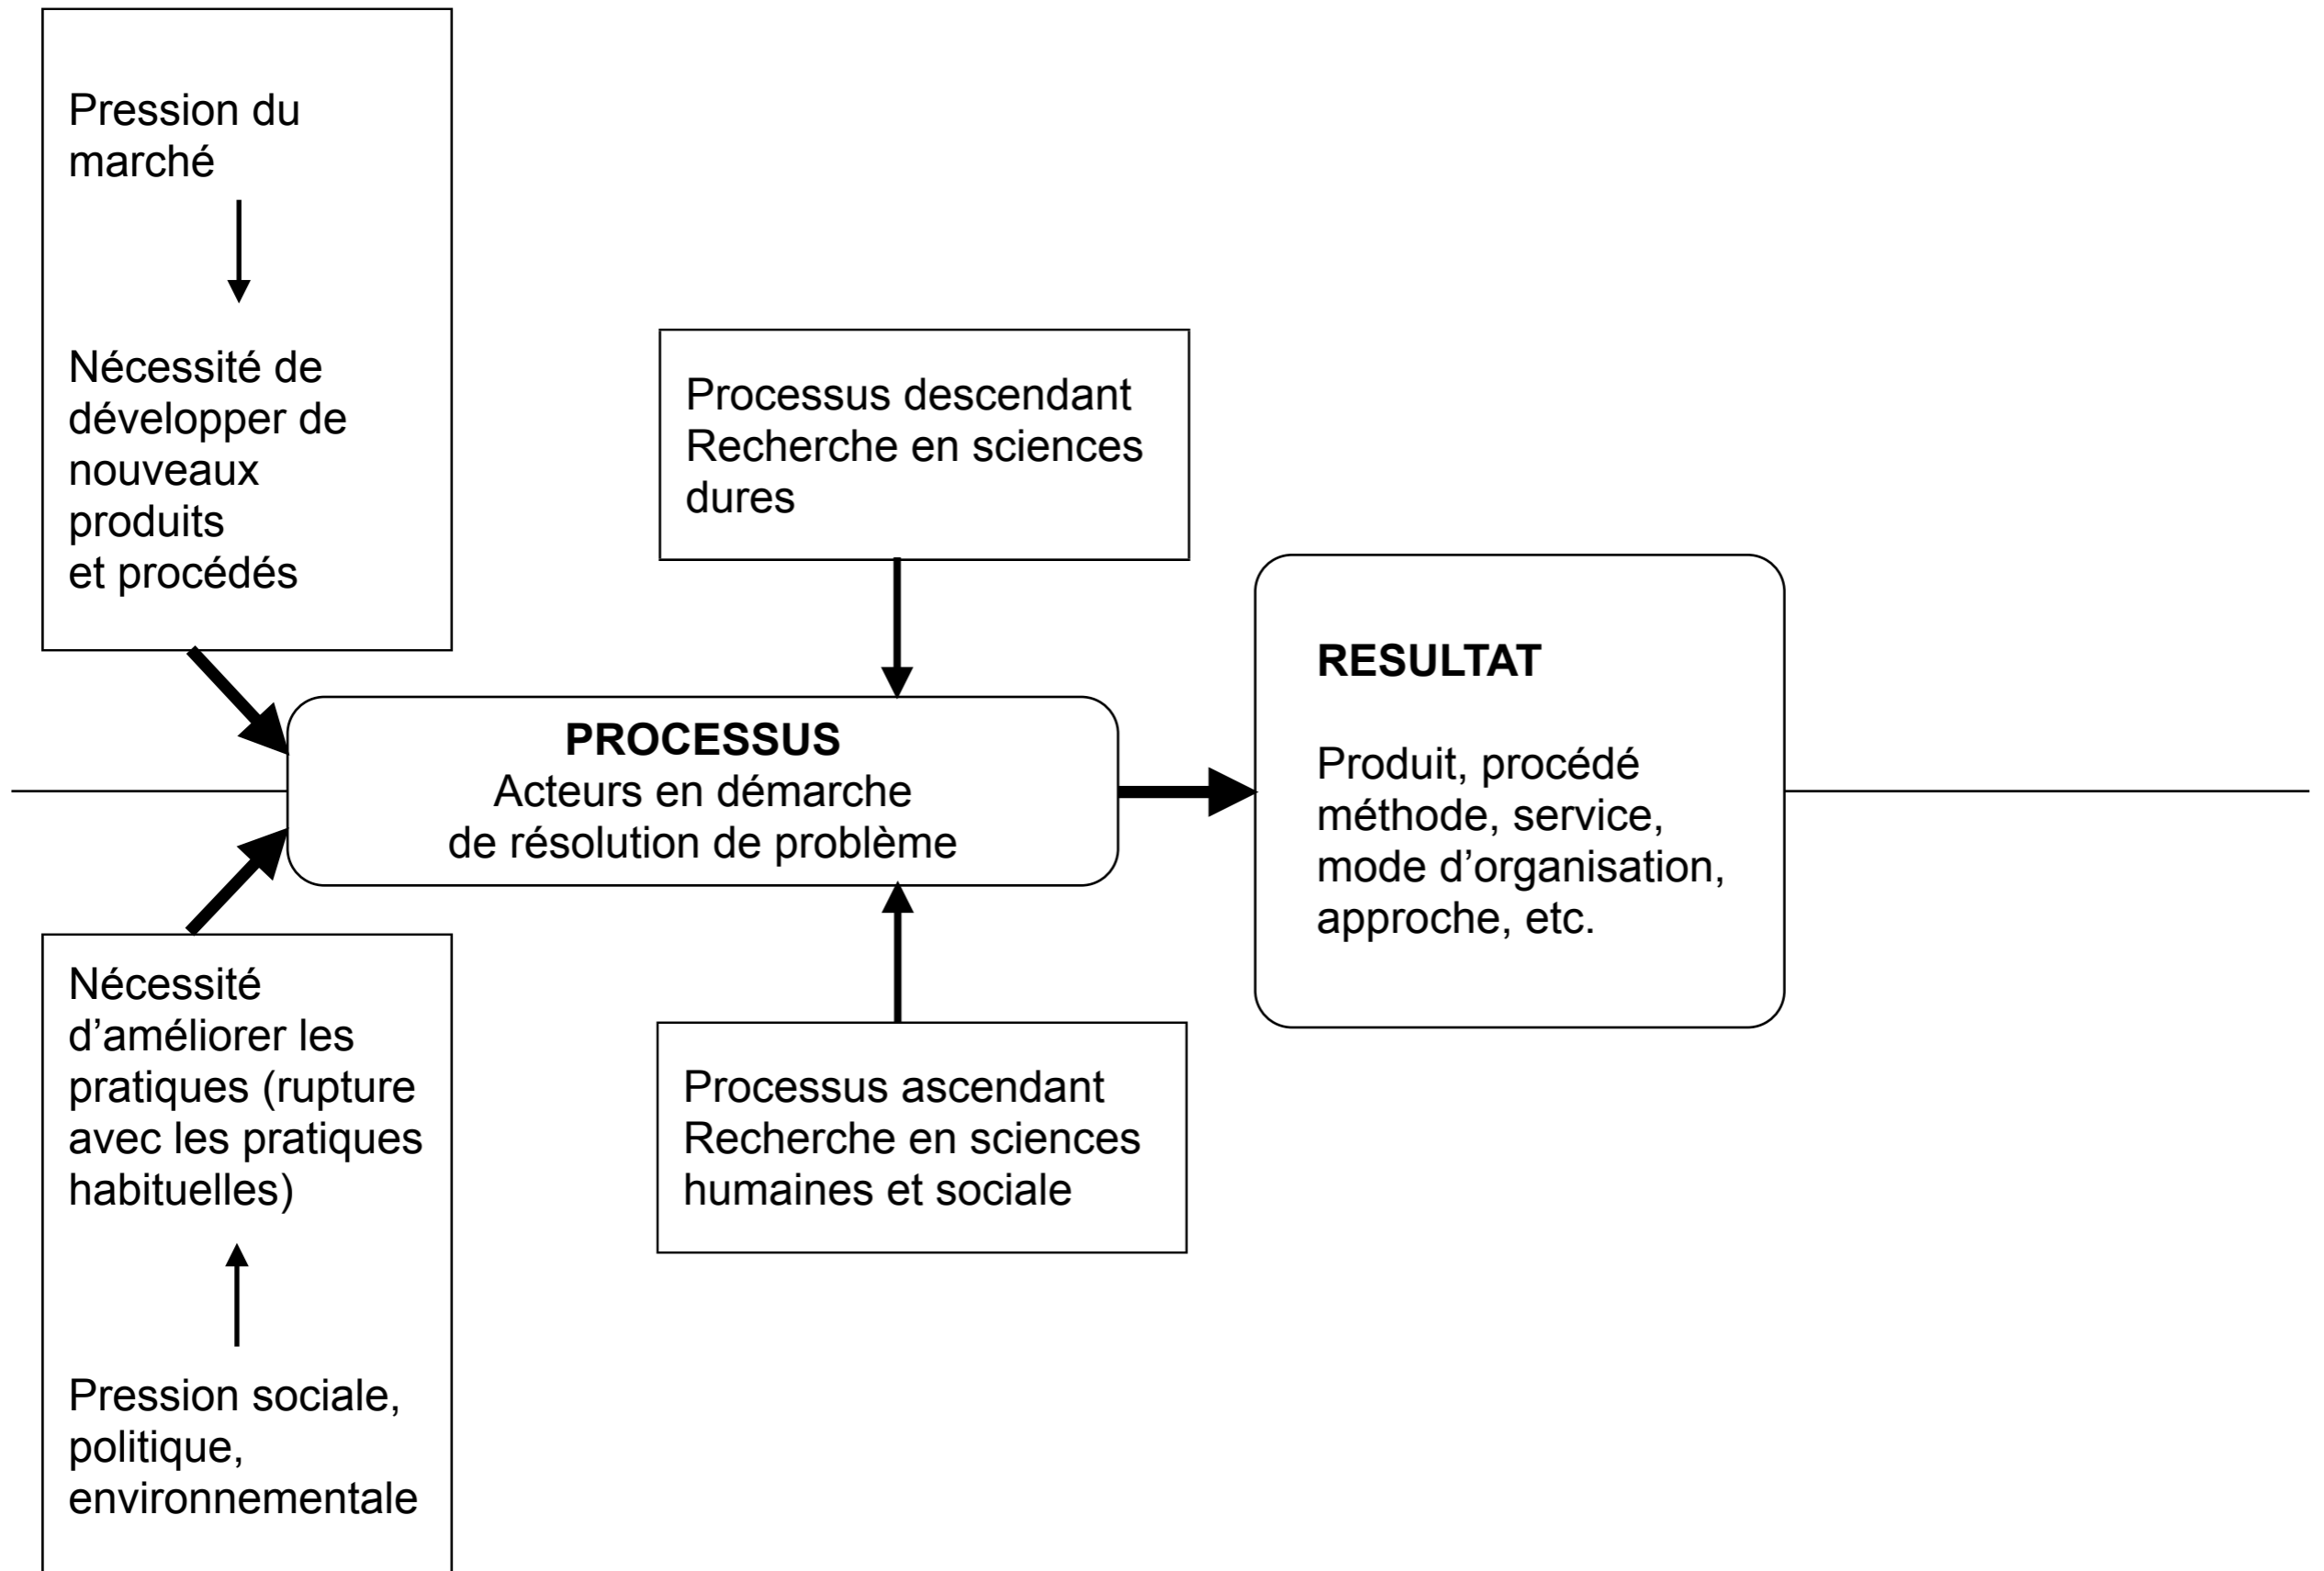 Pression du
marché
Nécessité de
développer de
nouveaux
produits
et procédés
Processus descendant
Recherche en sciences
dures
PROCESSUS
Acteurs en démarche
de résolution de problème
RESULTAT
Produit, procédé
méthode, service,
mode d’organisation,
approche, etc.
Nécessité
d’améliorer les
pratiques (rupture
avec les pratiques
habituelles)
Pression sociale,
politique,
environnementale
Processus ascendant
Recherche en sciences
humaines et sociale